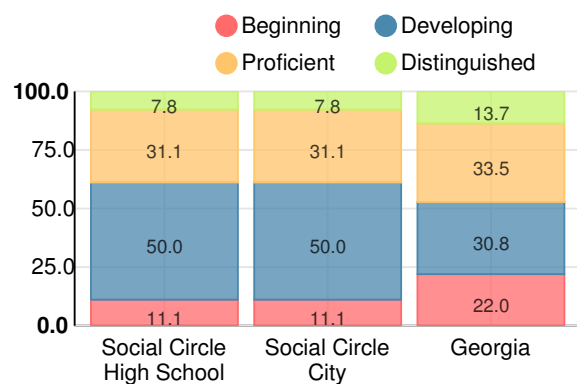 Beginning
Developing
Proficient
Distinguished
100.0
75.0
50.0
25.0
0.0
7.8
7.8
13.7
31.1
31.1
33.5
50.0
50.0
30.8
11.1
11.1
22.0
Social Circle
High School
Social Circle
City
Georgia